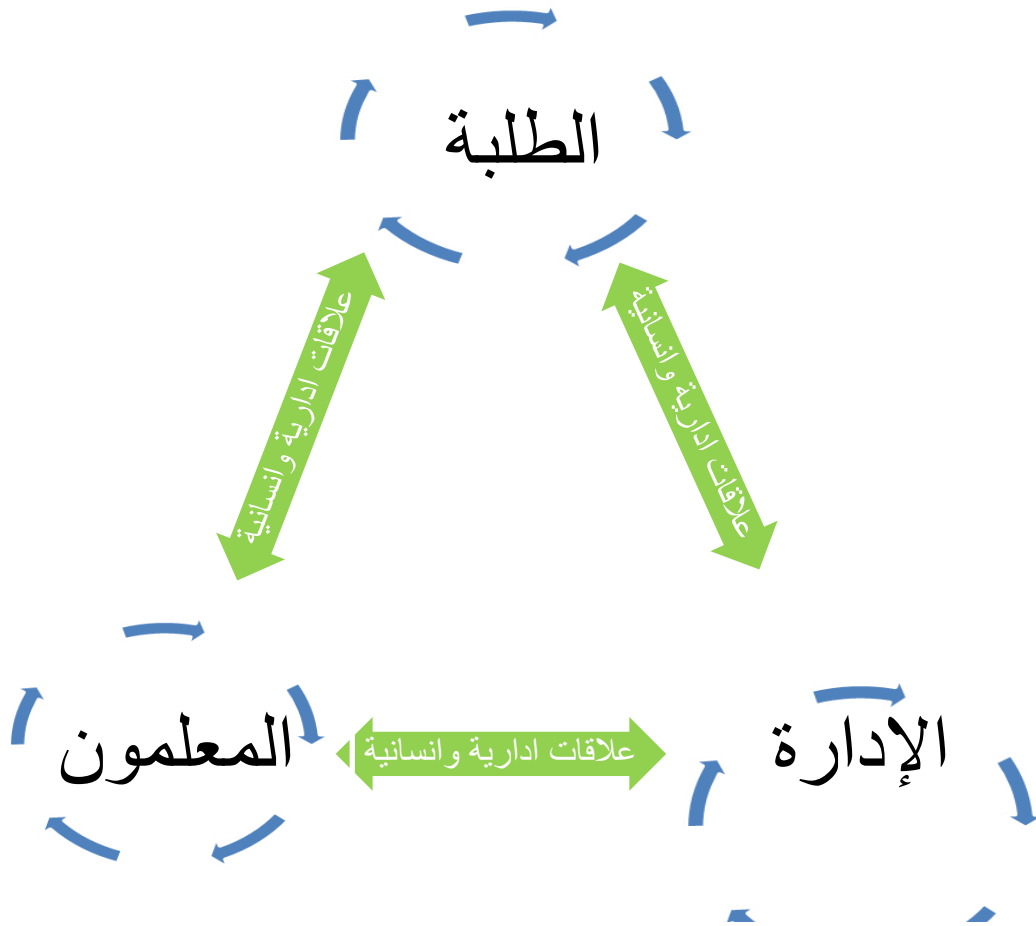 الطلبة
علاقات ادارية وانسانية
علاقات ادارية وانسانية
الإدارة
علاقات ادارية وانسانية
المعلمون